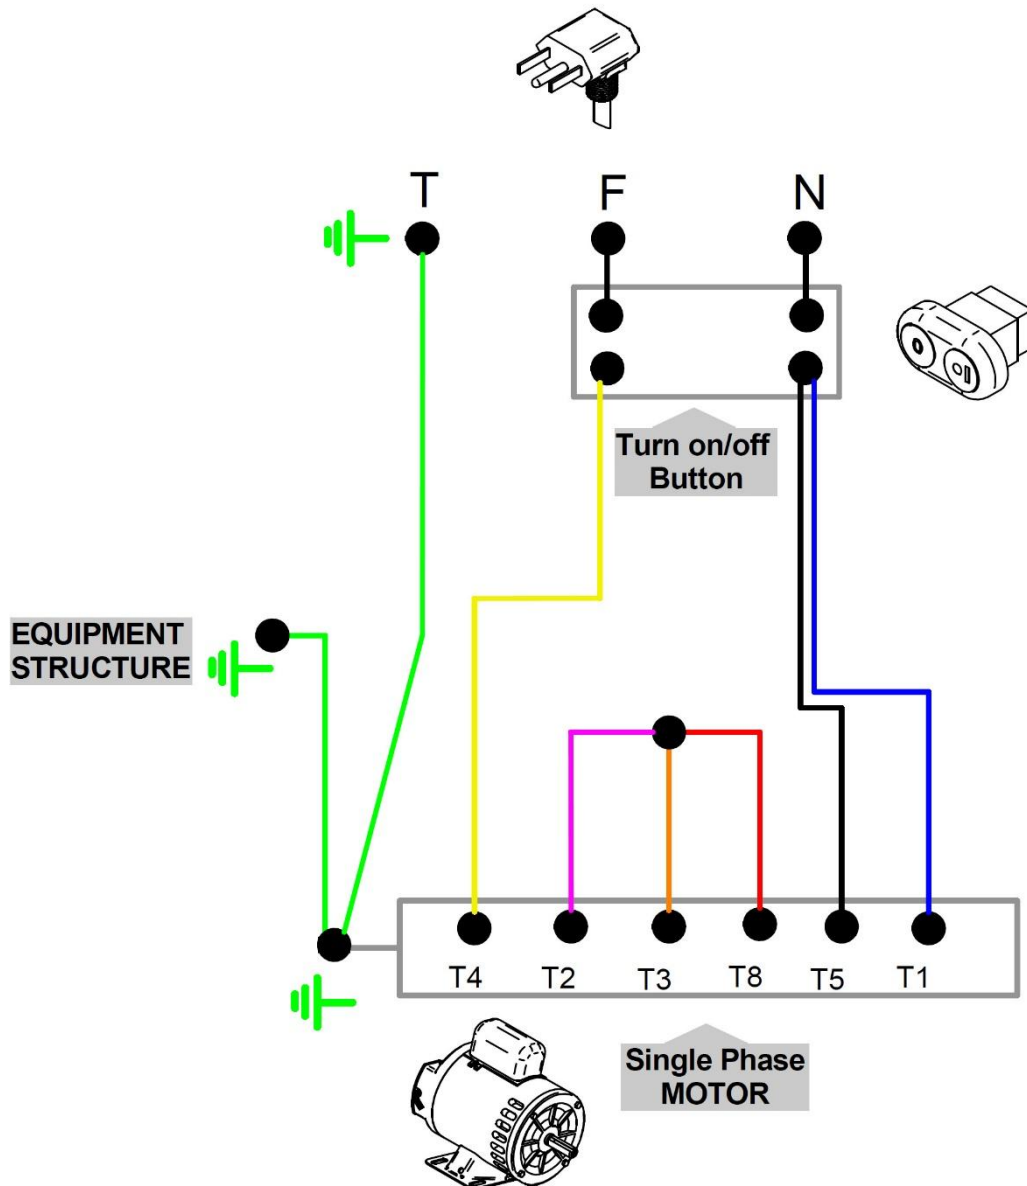 T F N
Turn on/off
Button
EQUIPMENT
STRUCTURE
T4 T2 T3 T8 T5 T1
Single Phase
MOTOR